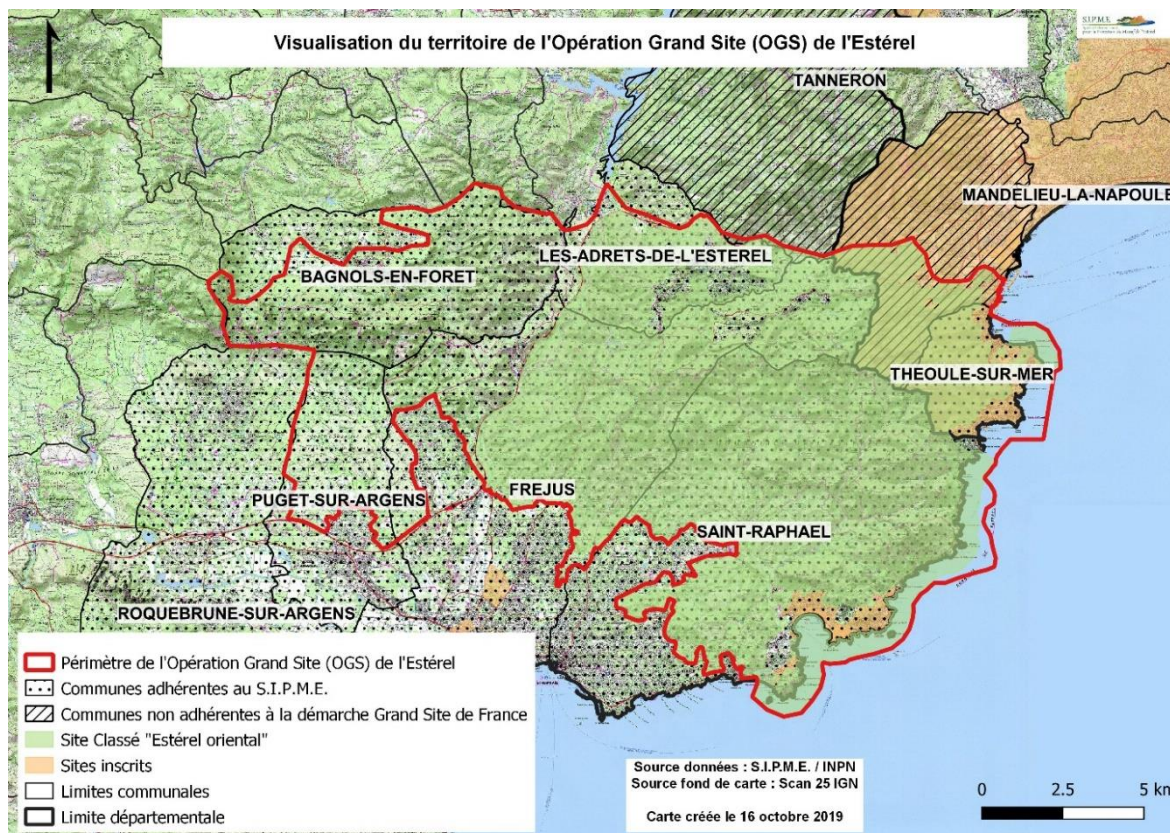 Visualisation du territoire de l'Opération Grand Site (OGS) de l'Estérel
S.I.P.M.E.
TANNERON
MANDELIEU-LA-NAPOULE
LES-ADRETS-DE-L'ESTEREL
BAGNOLS-EN-FORET
THEOULE-SUR-MER
PUGET-SUR-ARGENS
FREJUS
SAINT-RAPHAEL
ROQUEBRUNE-SUR-ARGENS
Périmètre de l'Opération Grand Site (OGS) de l'Estérel
Communes adhérentes au S.I.P.M.E.
Communes non adhérentes à la démarche Grand Site de France
Site Classé "Estérel oriental"
Sites inscrits
Limites communales
Limite départementale
Source données : S.I.P.M.E. / INPN
Source fond de carte : Scan 25 IGN
Carte créée le 16 octobre 2019
0 2.5 5 km